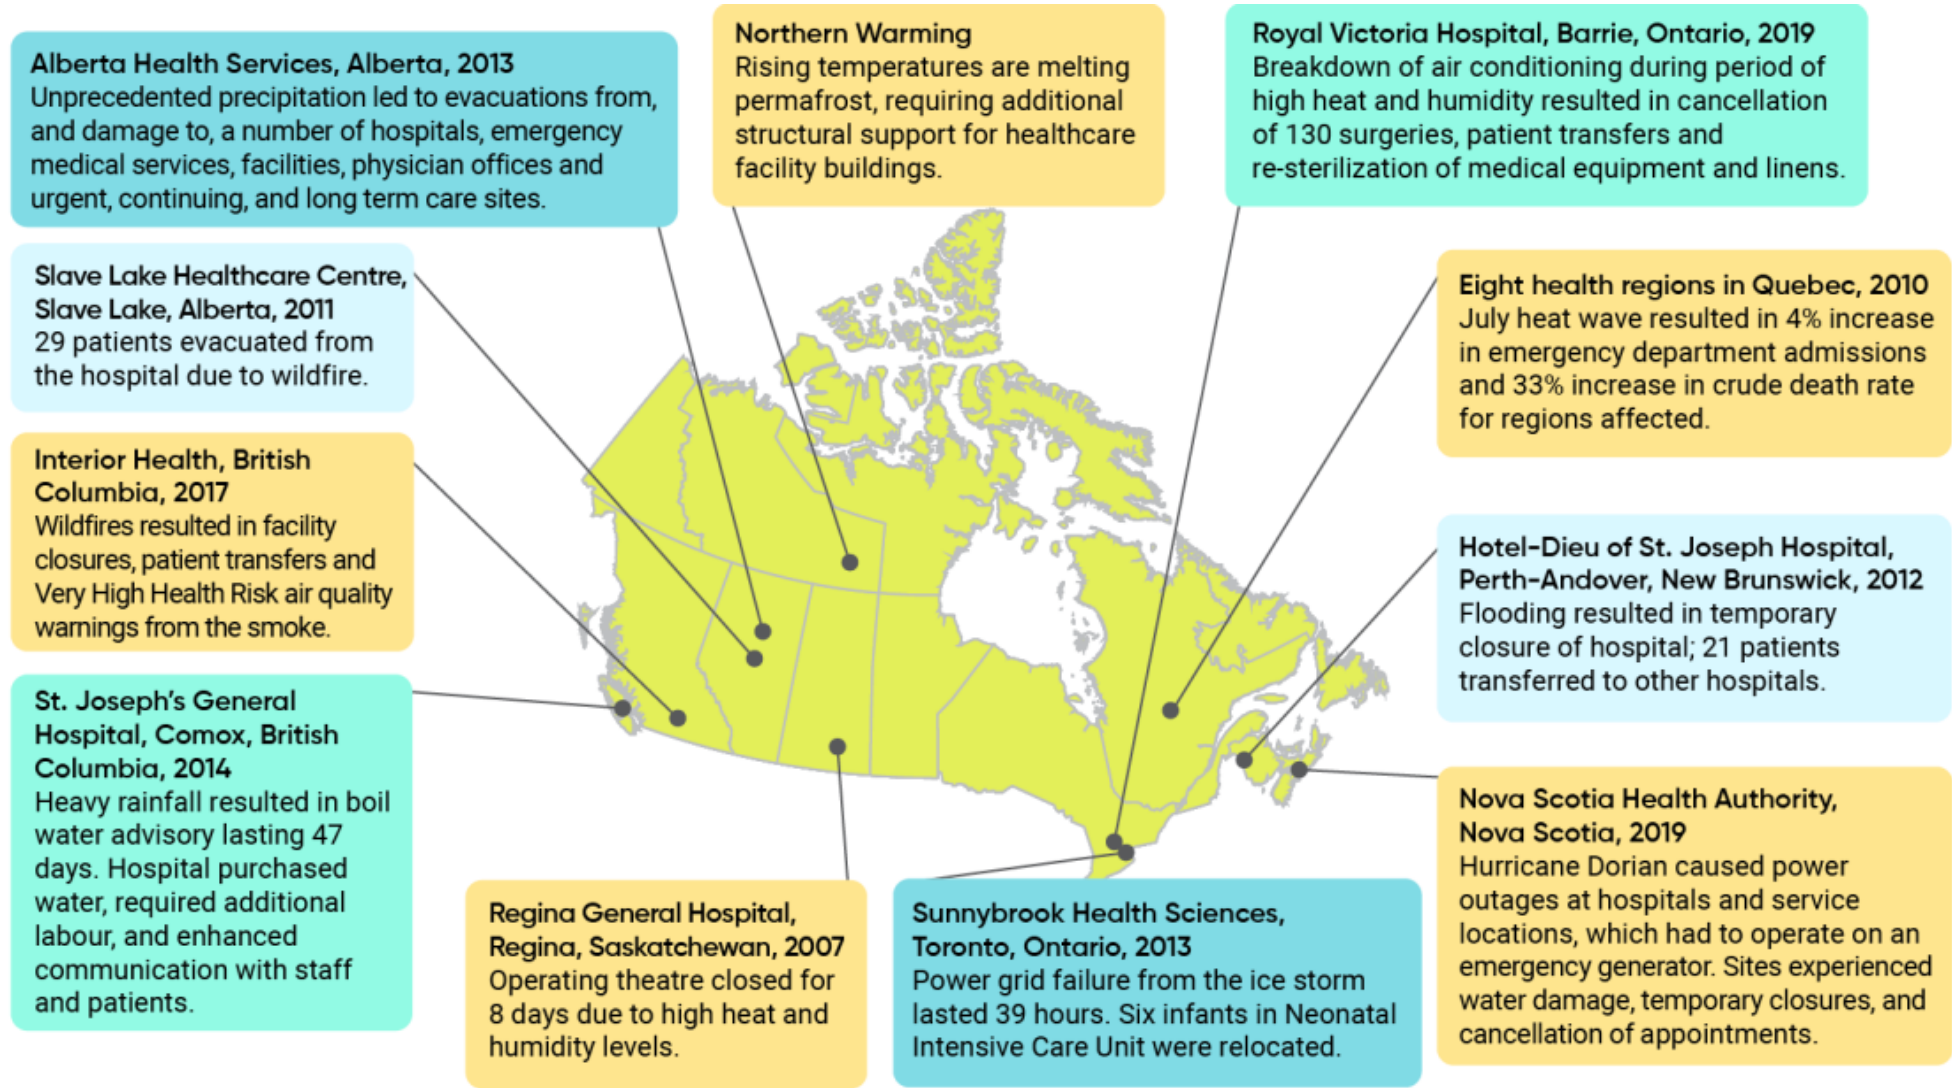 Alberta Health Services, Alberta, 2013
Unprecedented precipitation led to evacuations from,
and damage to, a number of hospitals, emergency
medical services, facilities, physician offices and
urgent, continuing, and long term care sites.
Northern Warming
Rising temperatures are melting
permafrost, requiring additional
structural support for healthcare
facility buildings.
Royal Victoria Hospital, Barrie, Ontario, 2019
Breakdown of air conditioning during period of
high heat and humidity resulted in cancellation
of 130 surgeries, patient transfers and
re-sterilization of medical equipment and linens.
Slave Lake Healthcare Centre,
Slave Lake, Alberta, 2011
29 patients evacuated from
the hospital due to wildfire.
Eight health regions in Quebec, 2010
July heat wave resulted in 4% increase
in emergency department admissions
and 33% increase in crude death rate
for regions affected.
Interior Health, British
Columbia, 2017
Wildfires resulted in facility
closures, patient transfers and
Very High Health Risk air quality
warnings from the smoke.
Hotel-Dieu of St. Joseph Hospital,
Perth-Andover, New Brunswick, 2012
Flooding resulted in temporary
closure of hospital; 21 patients
transferred to other hospitals.
St. Joseph's General
Hospital, Comox, British
Columbia, 2014
Heavy rainfall resulted in boil
water advisory lasting 47
days. Hospital purchased
water, required additional
labour, and enhanced
communication with staff
and patients.
Regina General Hospital,
Regina, Saskatchewan, 2007
Operating theatre closed for
8 days due to high heat and
humidity levels.
Sunnybrook Health Sciences,
Toronto, Ontario, 2013
Power grid failure from the ice storm
lasted 39 hours. Six infants in Neonatal
Intensive Care Unit were relocated.
Nova Scotia Health Authority,
Nova Scotia, 2019
Hurricane Dorian caused power
outages at hospitals and service
locations, which had to operate on an
emergency generator. Sites experienced
water damage, temporary closures, and
cancellation of appointments.